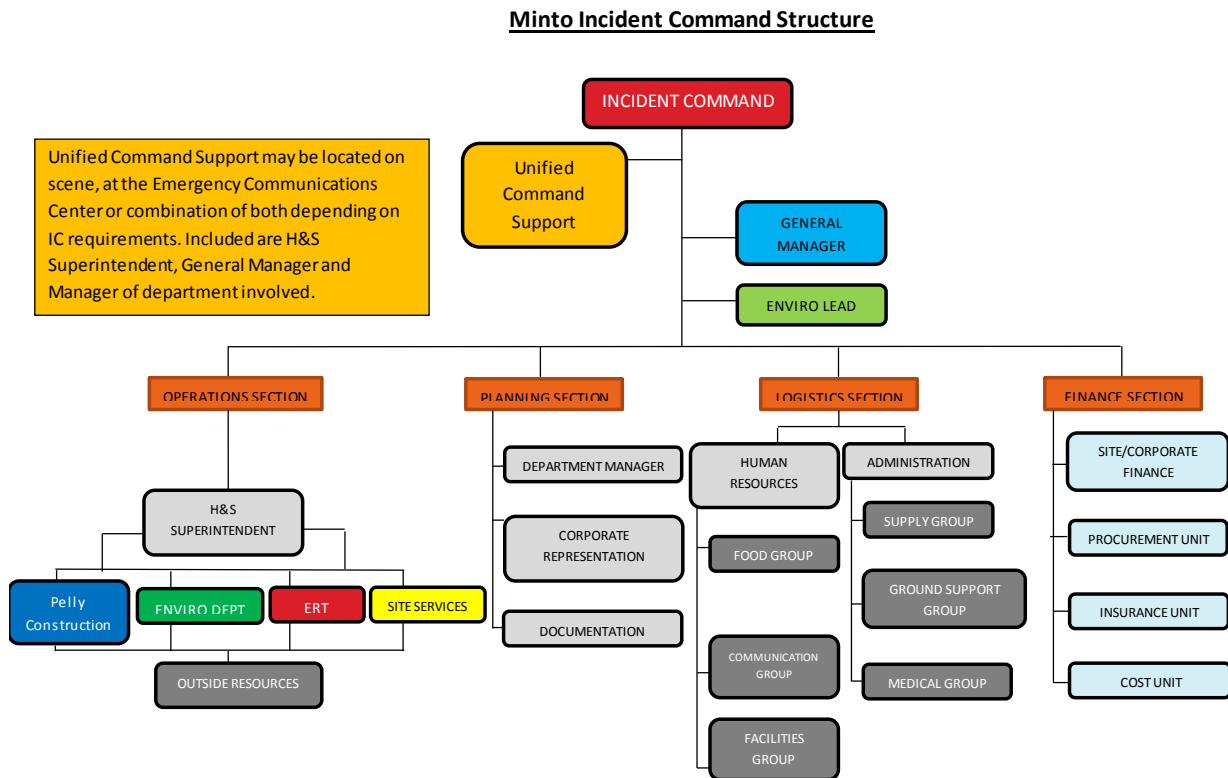 Minto Incident Command Structure
INCIDENT COMMAND
Unified Command Support may be located on
scene, at the Emergency Communications
Center or combination of both depending on
IC requirements. Included are H&S
Superintendent, General Manager and
Manager of department involved.
Unified
Command
Support
GENERAL
MANAGER
ENVIRO LEAD
OPERATIONS SECTION
PLANNING SECTION
LOGISTICS SECTION
FINANCE SECTION
H&S
SUPERINTENDENT
Pelly
Construction
ENVIRO DEPT
ERT
SITE SERVICES
OUTSIDE RESOURCES
DEPARTMENT MANAGER
CORPORATE
REPRESENTATION
DOCUMENTATION
HUMAN
RESOURCES
FOOD GROUP
COMMUNICATION
GROUP
FACILITIES
GROUP
ADMINISTRATION
SUPPLY GROUP
GROUND SUPPORT
GROUP
MEDICAL GROUP
SITE/CORPORATE
FINANCE
PROCUREMENT UNIT
INSURANCE UNIT
COST UNIT